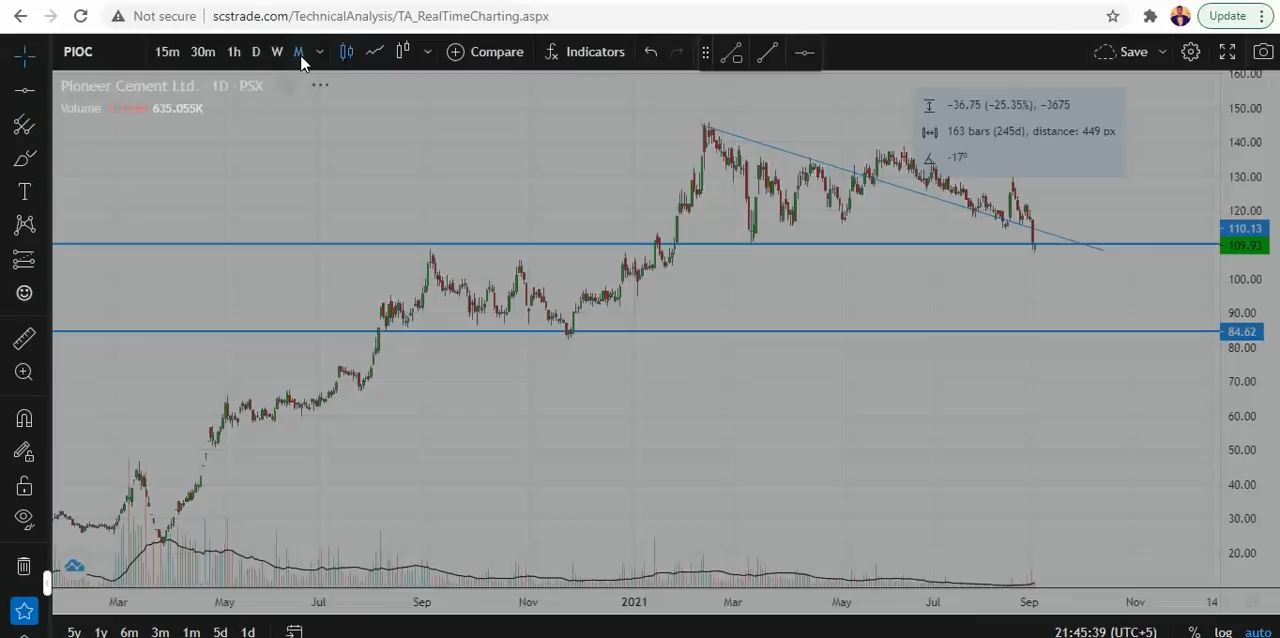 Not secure | scstrade.com/TechnicalAnalysis/TA_RealTimeCharting.aspx
Update
PIOC 15m 30m 1h D W M Compare Indicators Save
Pioneer Cement Ltd. 1D PSX
Volume 635.055K
−36.75 (−25.35%), −3675
163 bars (245d), distance: 449 px
-17º
160.00
150.00
140.00
130.00
120.00
110.13
109.93
100.00
90.00
84.62
80.00
70.00
60.00
50.00
40.00
30.00
20.00
Mar May Jul Sep Nov 2021 Mar May Jul Sep Nov 14
5y 1y 6m 3m 1m 5d 1d 21:45:39 (UTC+5) % log auto